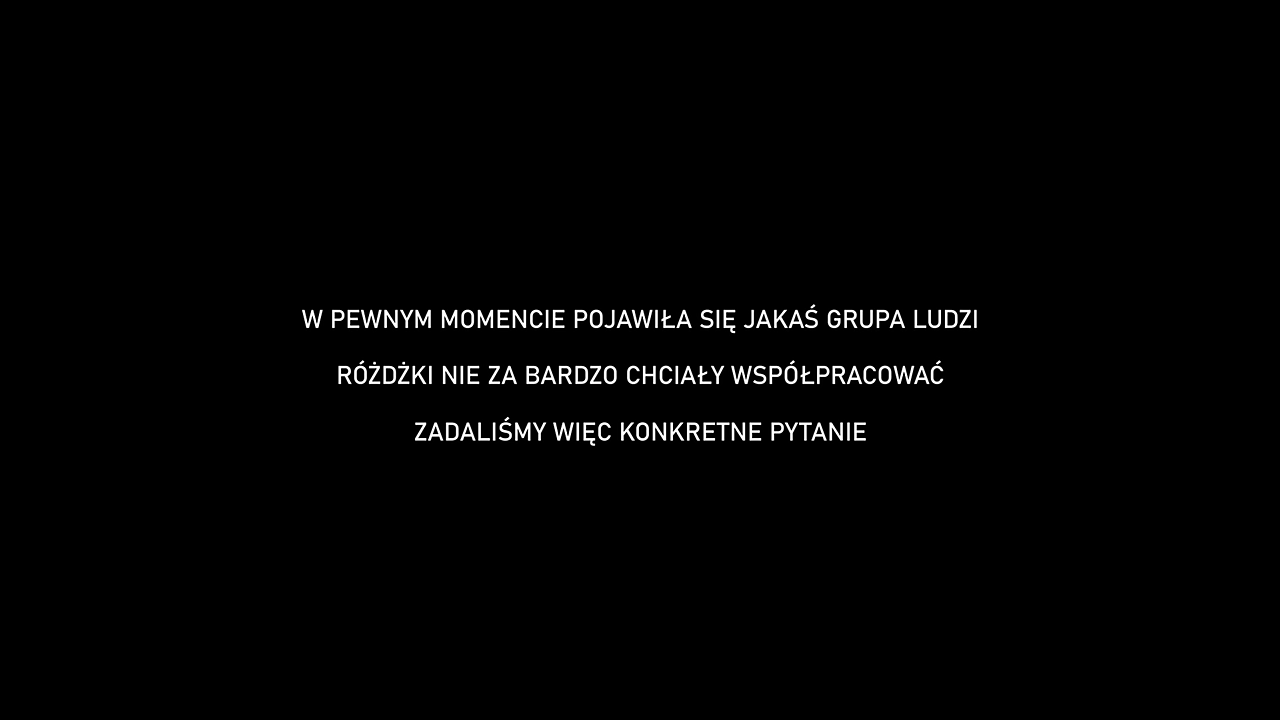 W PEWNYM MOMENCIE POJAWIŁA SIĘ JAKAŚ GRUPA LUDZI
RÓŻDŻKI NIE ZA BARDZO CHCIAŁY WSPÓŁPRACOWAĆ
ZADALIŚMY WIĘC KONKRETNE PYTANIE